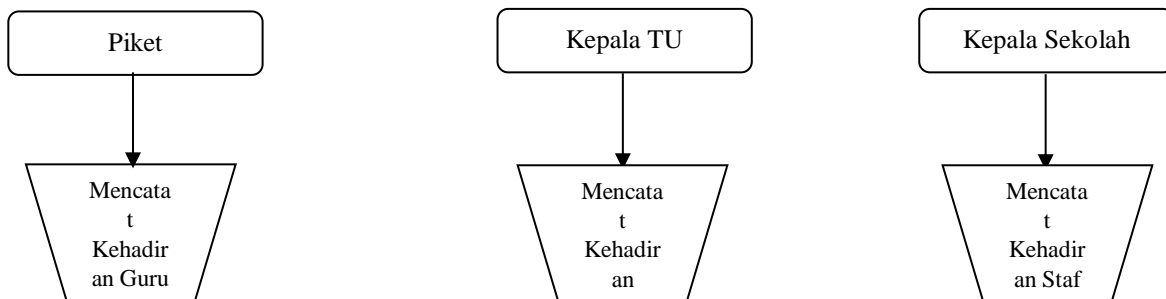 Piket
Kepala TU
Kepala Sekolah
Mencata
t
Kehadir
an Guru
Mencata
t
Kehadir
an
Mencata
t
Kehadir
an Staf